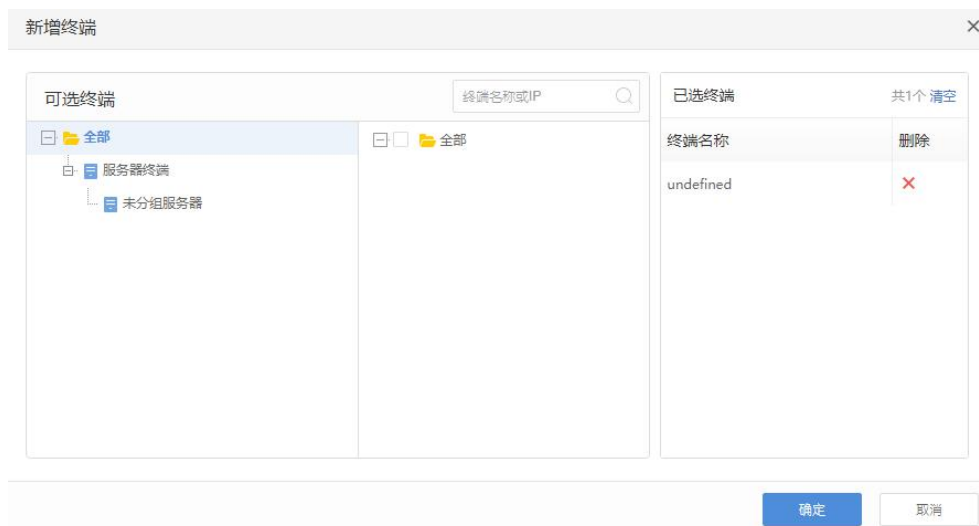 新增终端
可选终端
终端名称或IP
全部
服务器终端
未分组服务器
全部
已选终端
共1个 清空
终端名称 删除
undefined
确定
取消